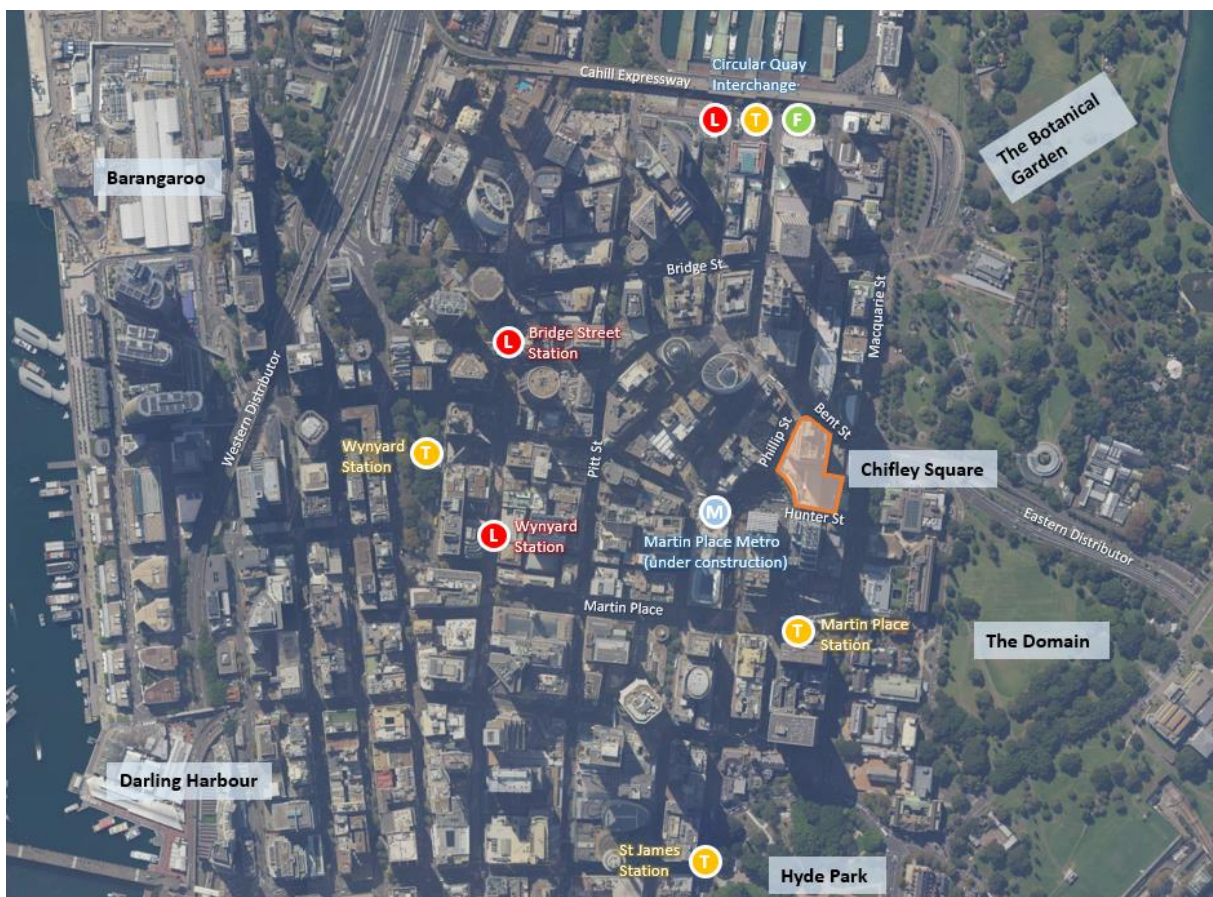 Circular Quay
Interchange
Cahill Expressway
L
T
F
The Botanical
Garden
Barangaroo
Bridge St
Macquarie St
L
Bridge Street
Station
Western Distributor
Pitt St
Bent St
Phillip St
Wynyard
Station
T
Chifley Square
M
Hunter St
Eastern Distributor
L
Wynyard
Station
Martin Place Metro
(under construction)
Martin Place
T
Martin Place
Station
The Domain
Darling Harbour
St James
Station
T
Hyde Park